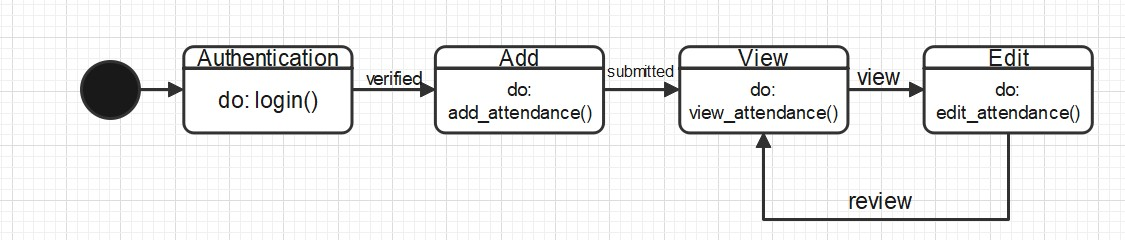 Authentication
do: login()
verified
Add
do:
add_attendance()
submitted
View
do:
view_attendance()
view
Edit
do:
edit_attendance()
review